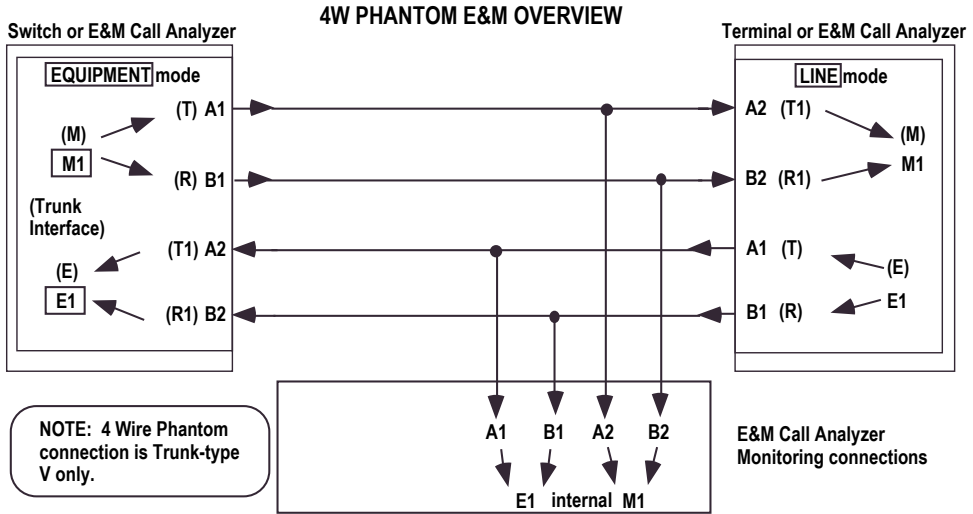 4W PHANTOM E&M OVERVIEW
Switch or E&M Call Analyzer
Terminal or E&M Call Analyzer
EQUIPMENT mode
(T) A1
(M)
M1
(R) B1
(Trunk
Interface)
(T1) A2
(E)
E1
(R1) B2
LINE mode
A2 (T1)
(M)
M1
B2 (R1)
A1 (T)
(E)
E1
B1 (R)
A1 B1 A2 B2
E1 internal M1
NOTE: 4 Wire Phantom
connection is Trunk-type
V only.
E&M Call Analyzer
Monitoring connections